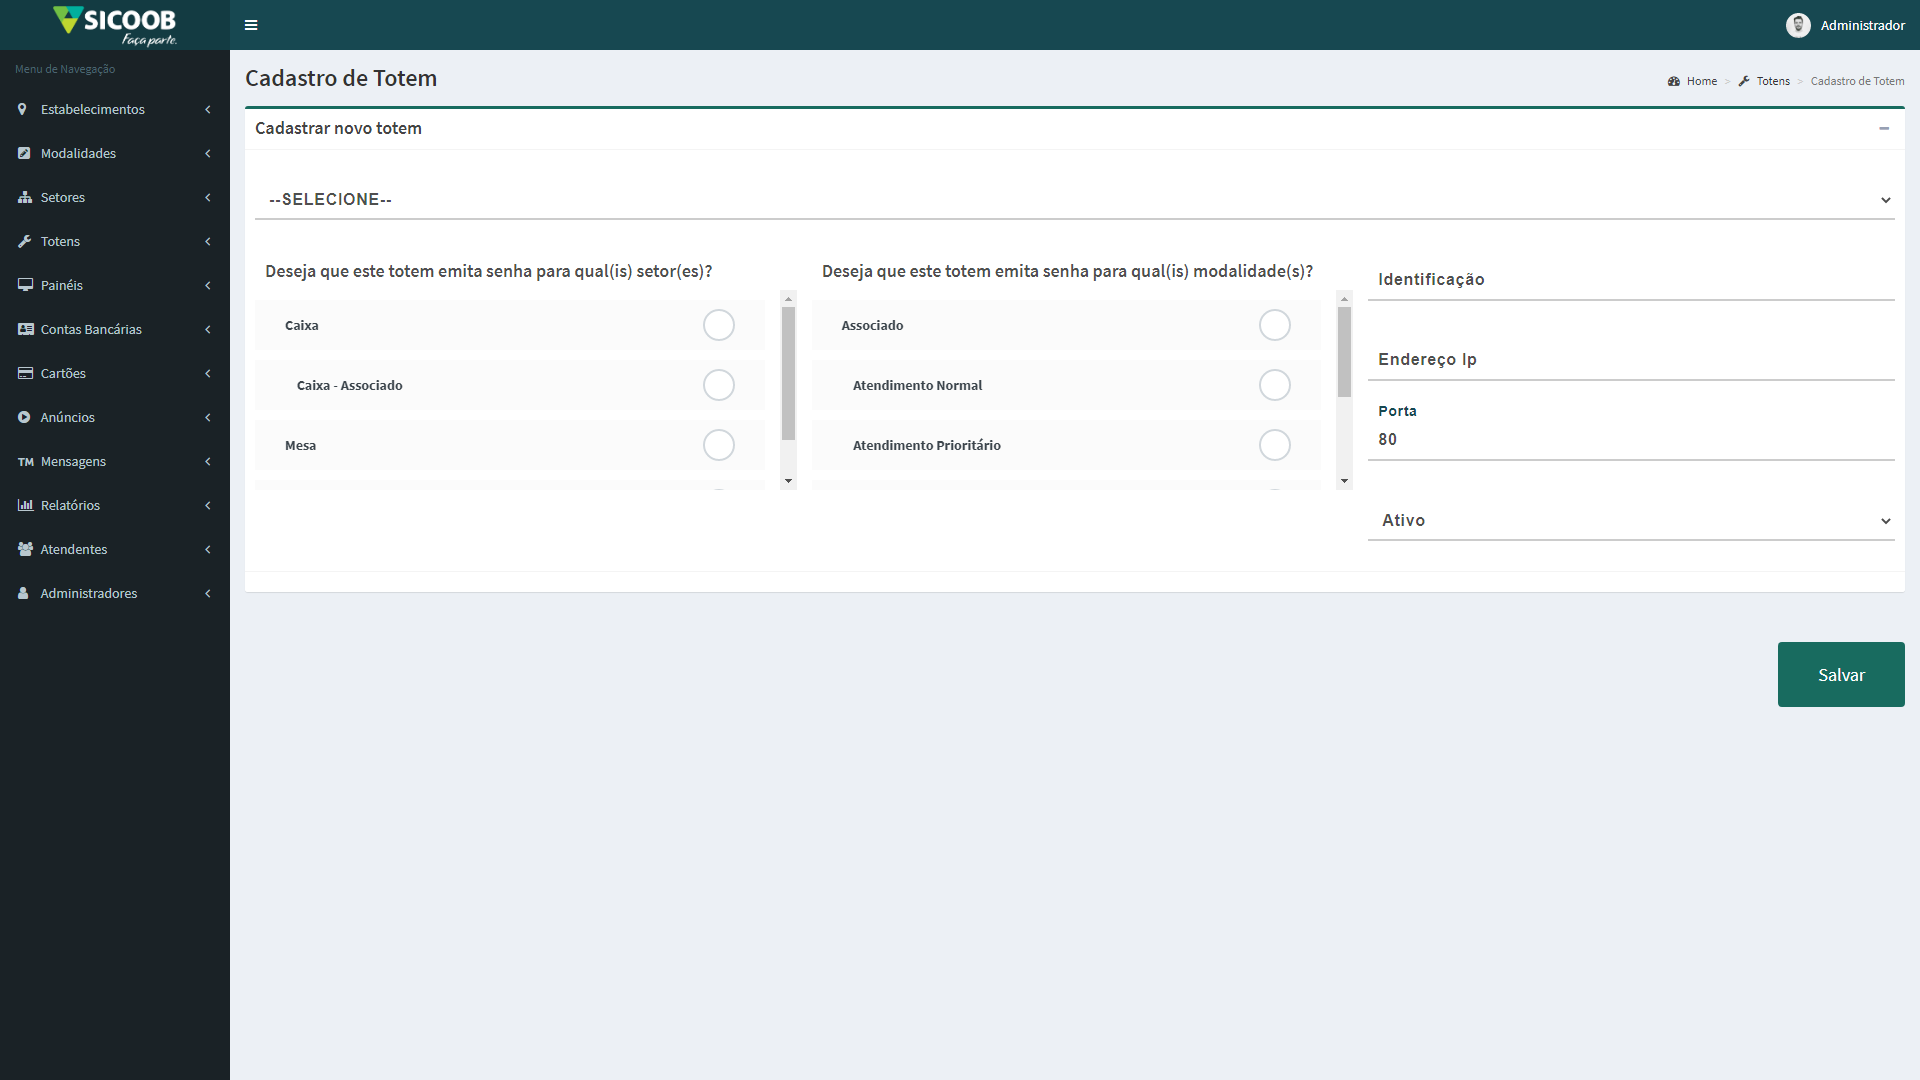 SICOOB
Faça parte.
Administrador
Menu de Navegação
Estabelecimentos
Modalidades
Setores
Totens
Painéis
Contas Bancárias
Cartões
Anúncios
TM Mensagens
Relatórios
Atendentes
Administradores
Cadastro de Totem
Home > Totens > Cadastro de Totem
Cadastrar novo totem
--SELECIONE--
Deseja que este totem emita senha para qual(is) setor(es)?
Caixa
Caixa - Associado
Mesa
Deseja que este totem emita senha para qual(is) modalidade(s)?
Associado
Atendimento Normal
Atendimento Prioritário
Identificação
Endereço Ip
Porta
80
Ativo
Salvar